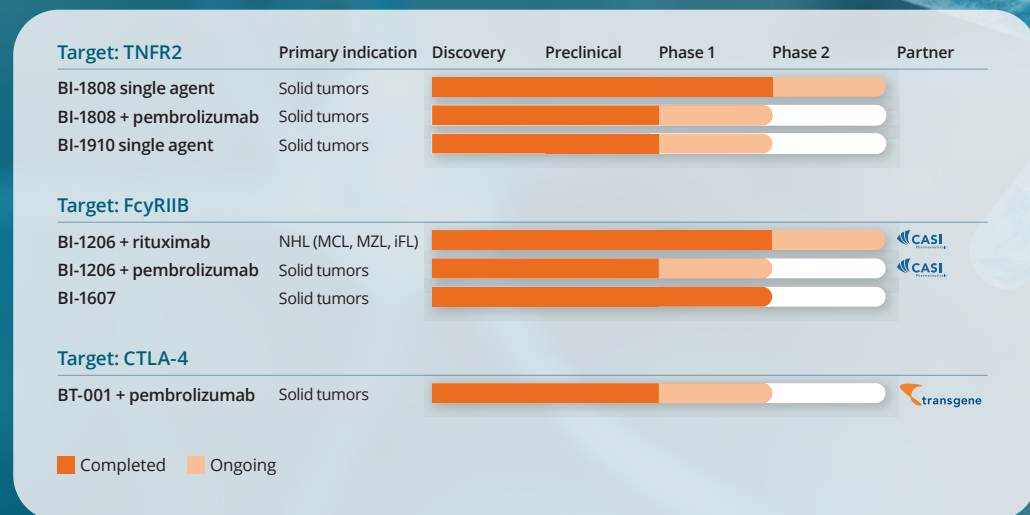 Target: TNFR2 Primary indication Discovery Preclinical Phase 1 Phase 2 Partner
BI-1808 single agent Solid tumors
BI-1808 + pembrolizumab Solid tumors
BI-1910 single agent Solid tumors
Target: FcyRIIB
BI-1206 + rituximab NHL (MCL, MZL, iFL) CASI Pharmaceuticals
BI-1206 + pembrolizumab Solid tumors CASI Pharmaceuticals
BI-1607 Solid tumors
Target: CTLA-4
BT-001 + pembrolizumab Solid tumors transgene
Completed Ongoing